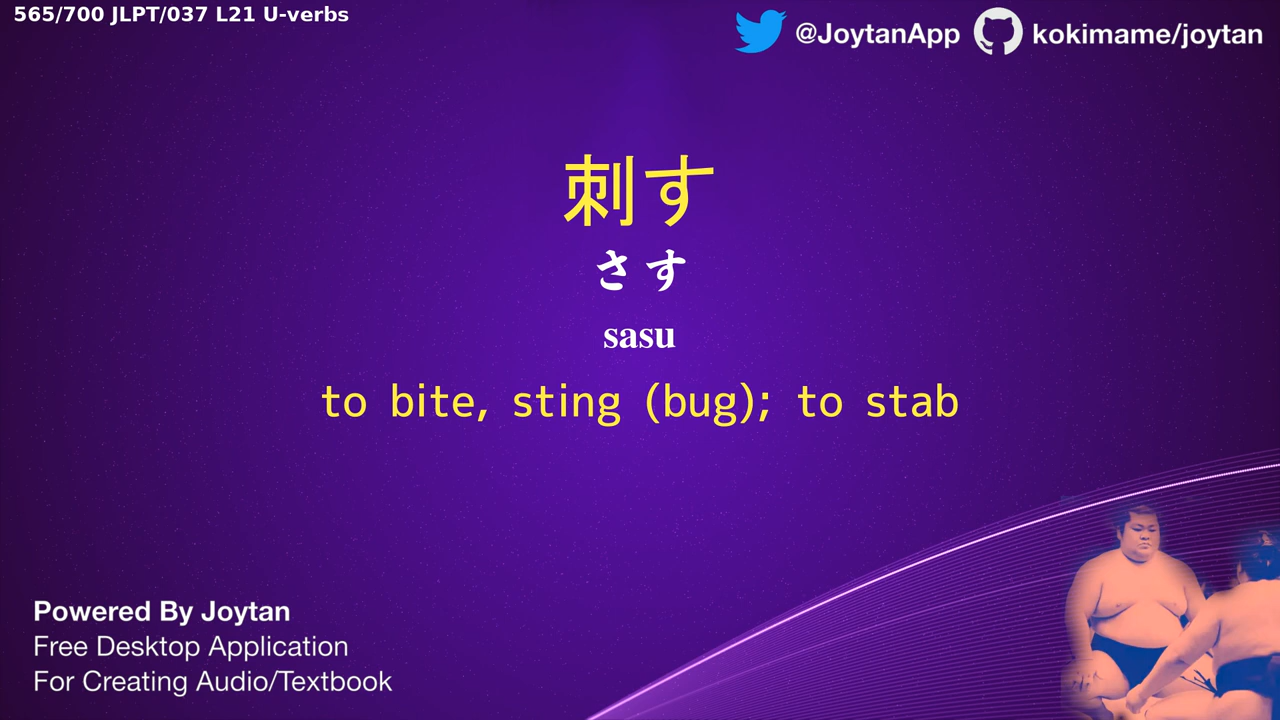 565/700 JLPT/037 L21 U-verbs
@JoytanApp kokimame/joytan
刺す
さす
sasu
to bite, sting (bug); to stab
Powered By Joytan
Free Desktop Application
For Creating Audio/Textbook